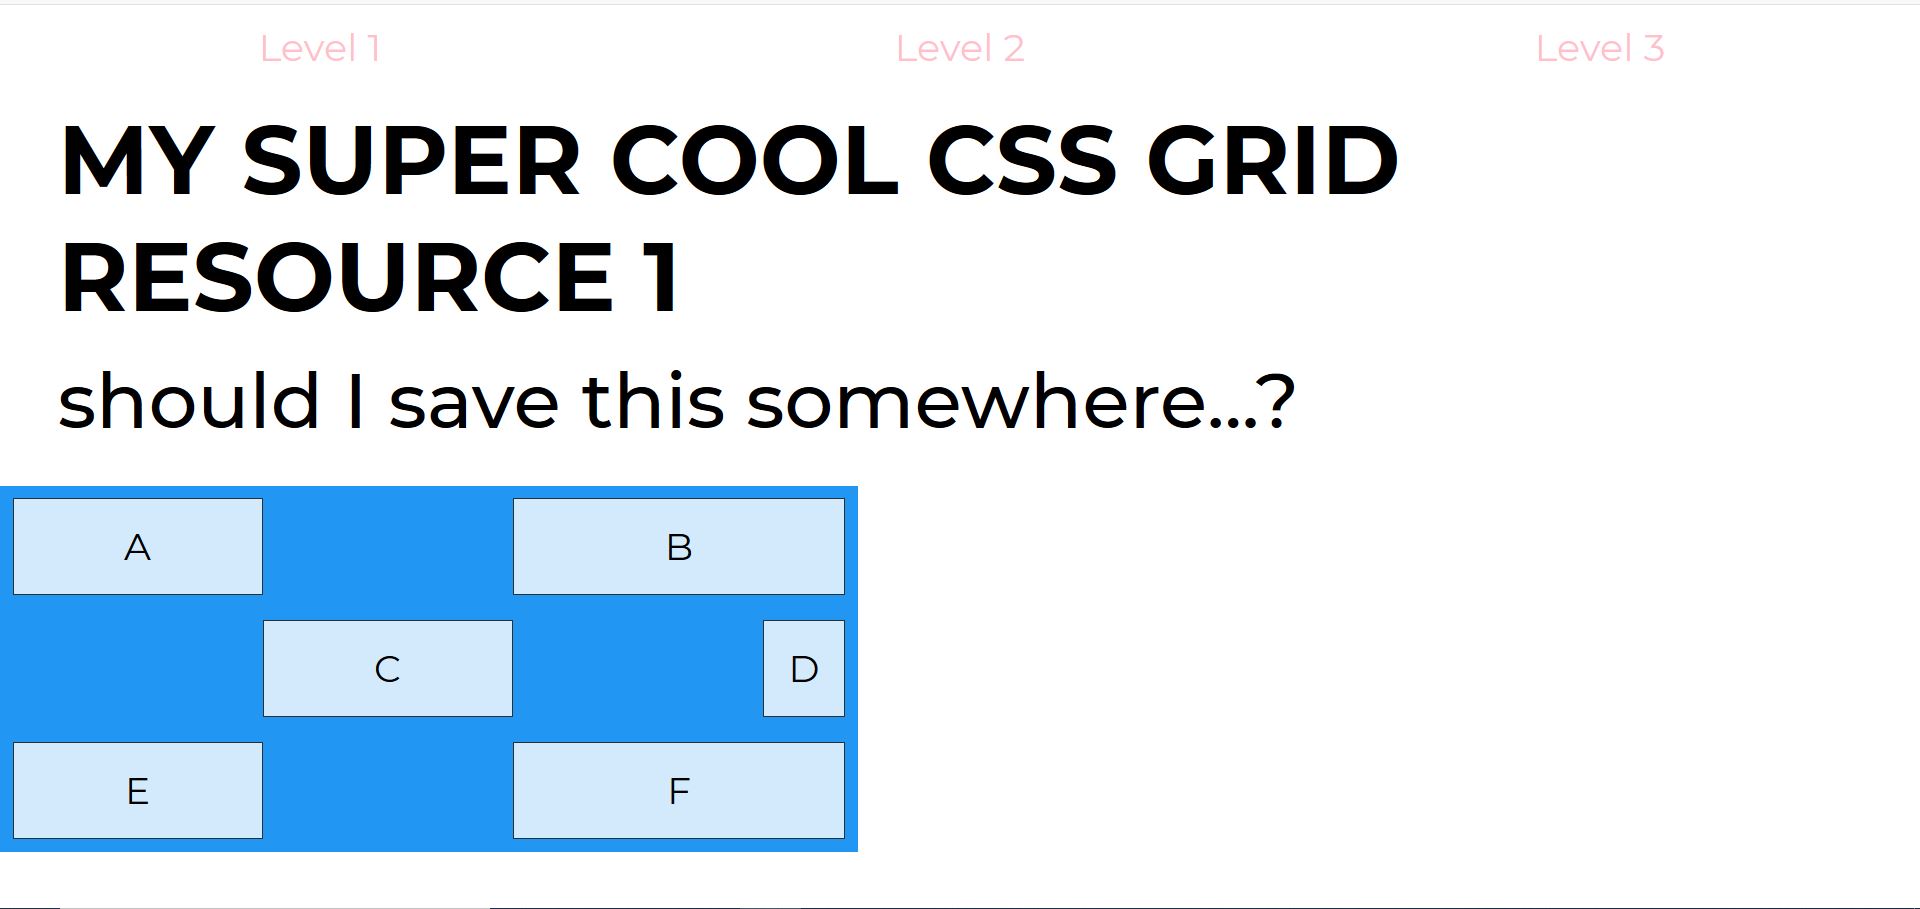 Level 1 Level 2 Level 3
MY SUPER COOL CSS GRID
RESOURCE 1
should I save this somewhere...?
A B
C D
E F